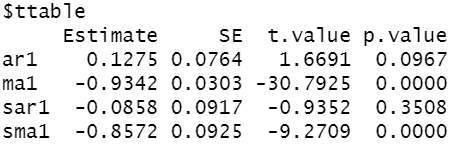 $ttable
Estimate SE t.value p.value
ar1 0.1275 0.0764 1.6691 0.0967
ma1 -0.9342 0.0303 -30.7925 0.0000
sar1 -0.0858 0.0917 -0.9352 0.3508
sma1 -0.8572 0.0925 -9.2709 0.0000